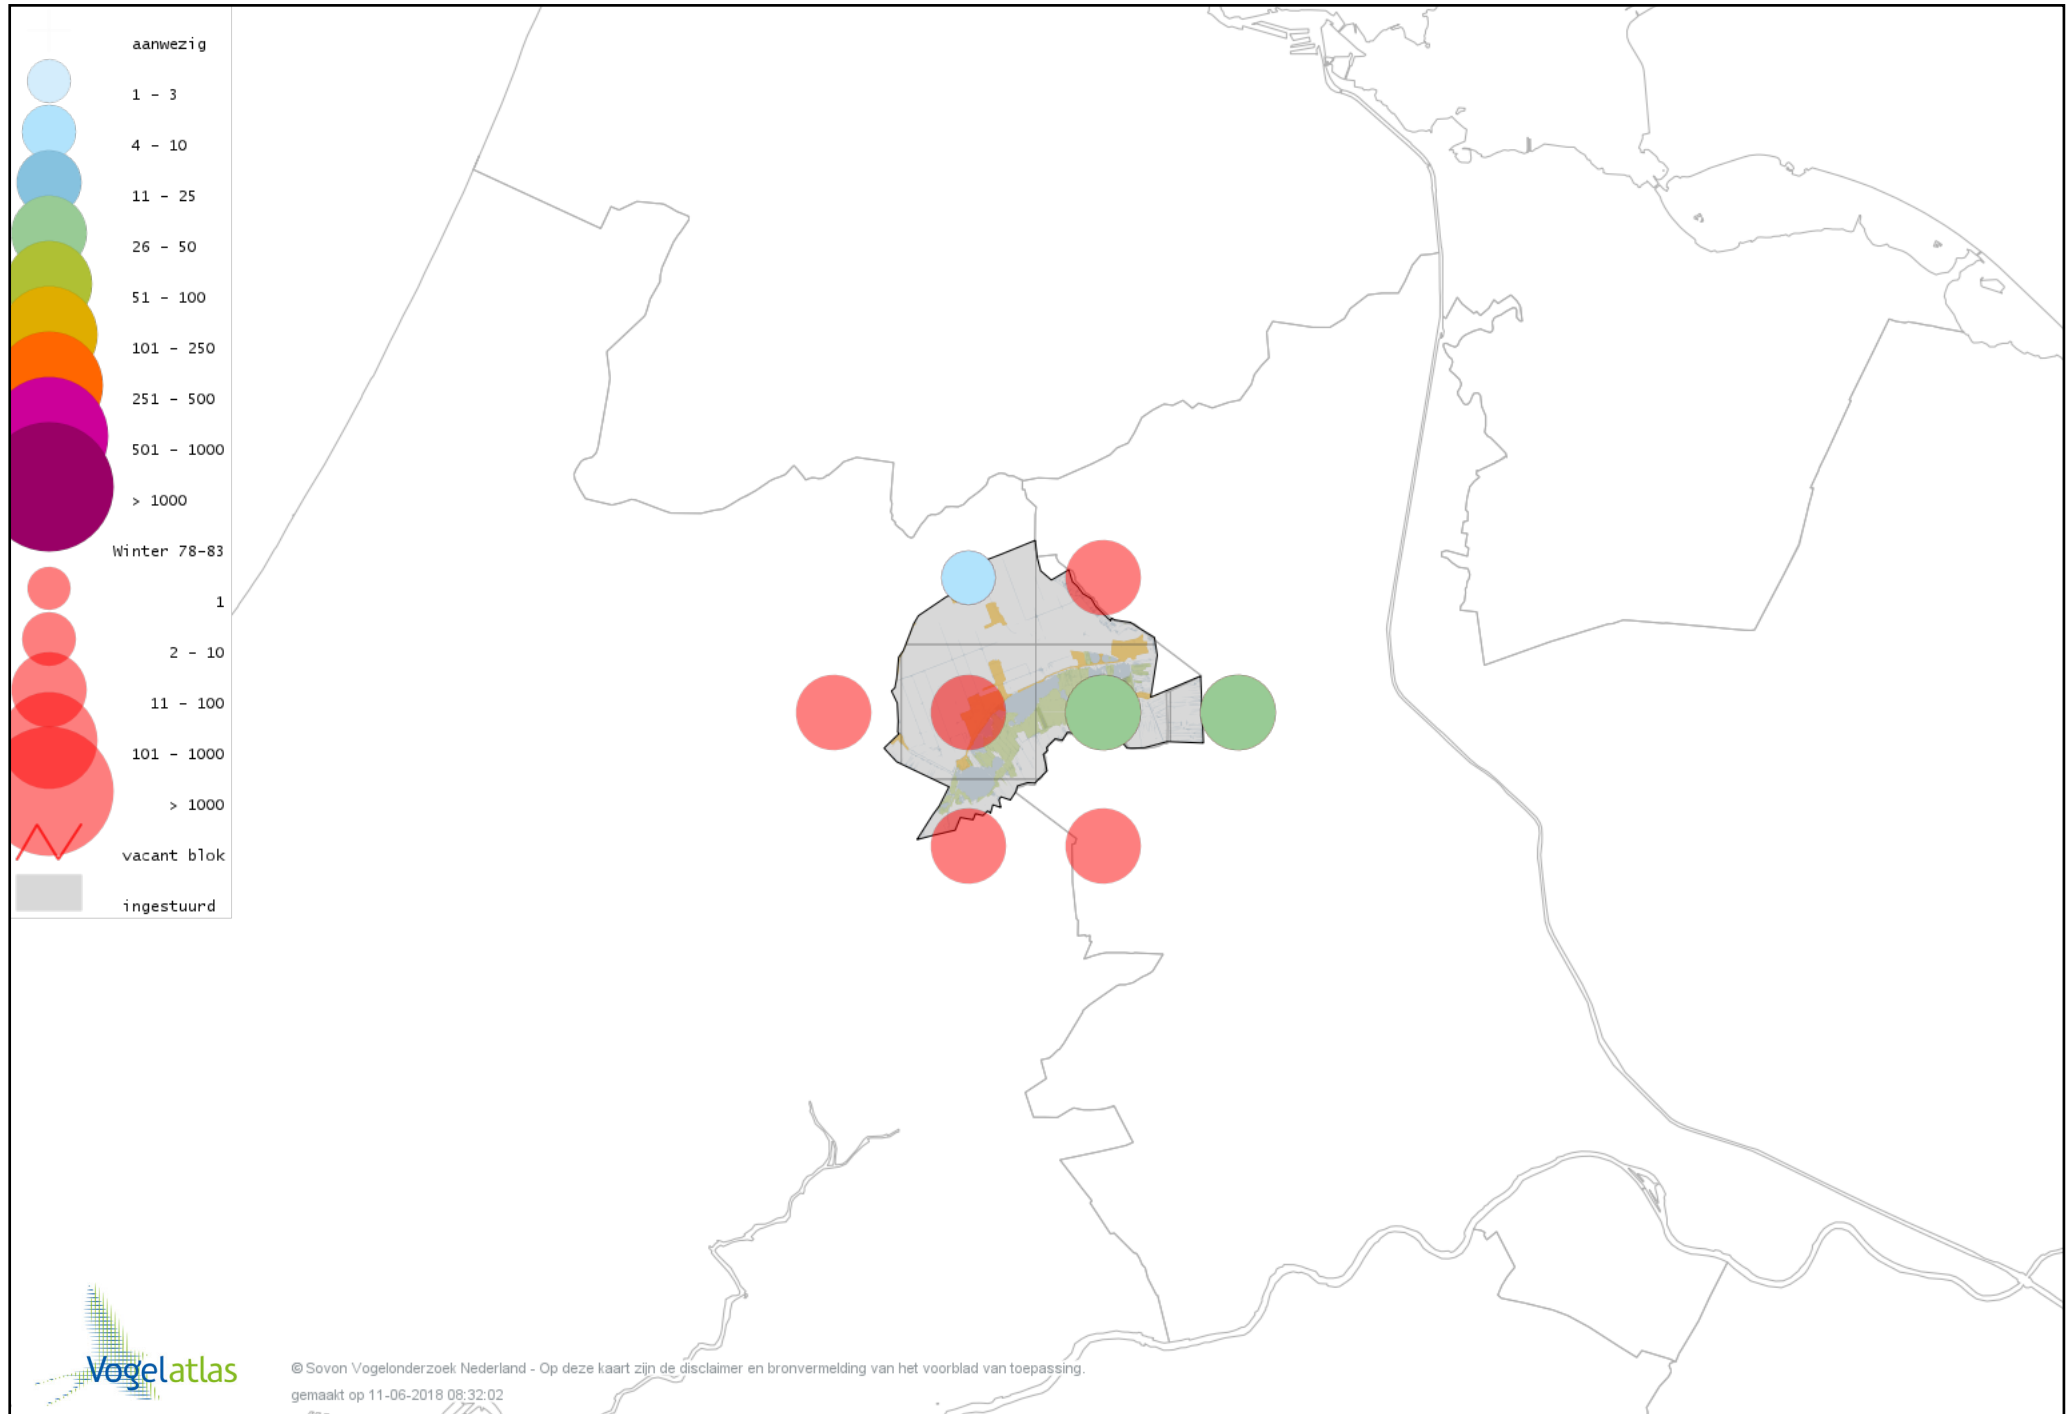 aanwezig
1 - 3
4 - 10
11 - 25
26 - 50
51 - 100
101 - 250
251 - 500
501 - 1000
> 1000
Winter 78-83
1
2 - 10
11 - 100
101 - 1000
> 1000
vacant blok
ingestuurd
Vogelatlas
© Sovon Vogelonderzoek Nederland - Op deze kaart zijn de disclaimer en bronvermelding van het voorblad van toepassing.
gemaakt op 11-06-2018 08:32:02